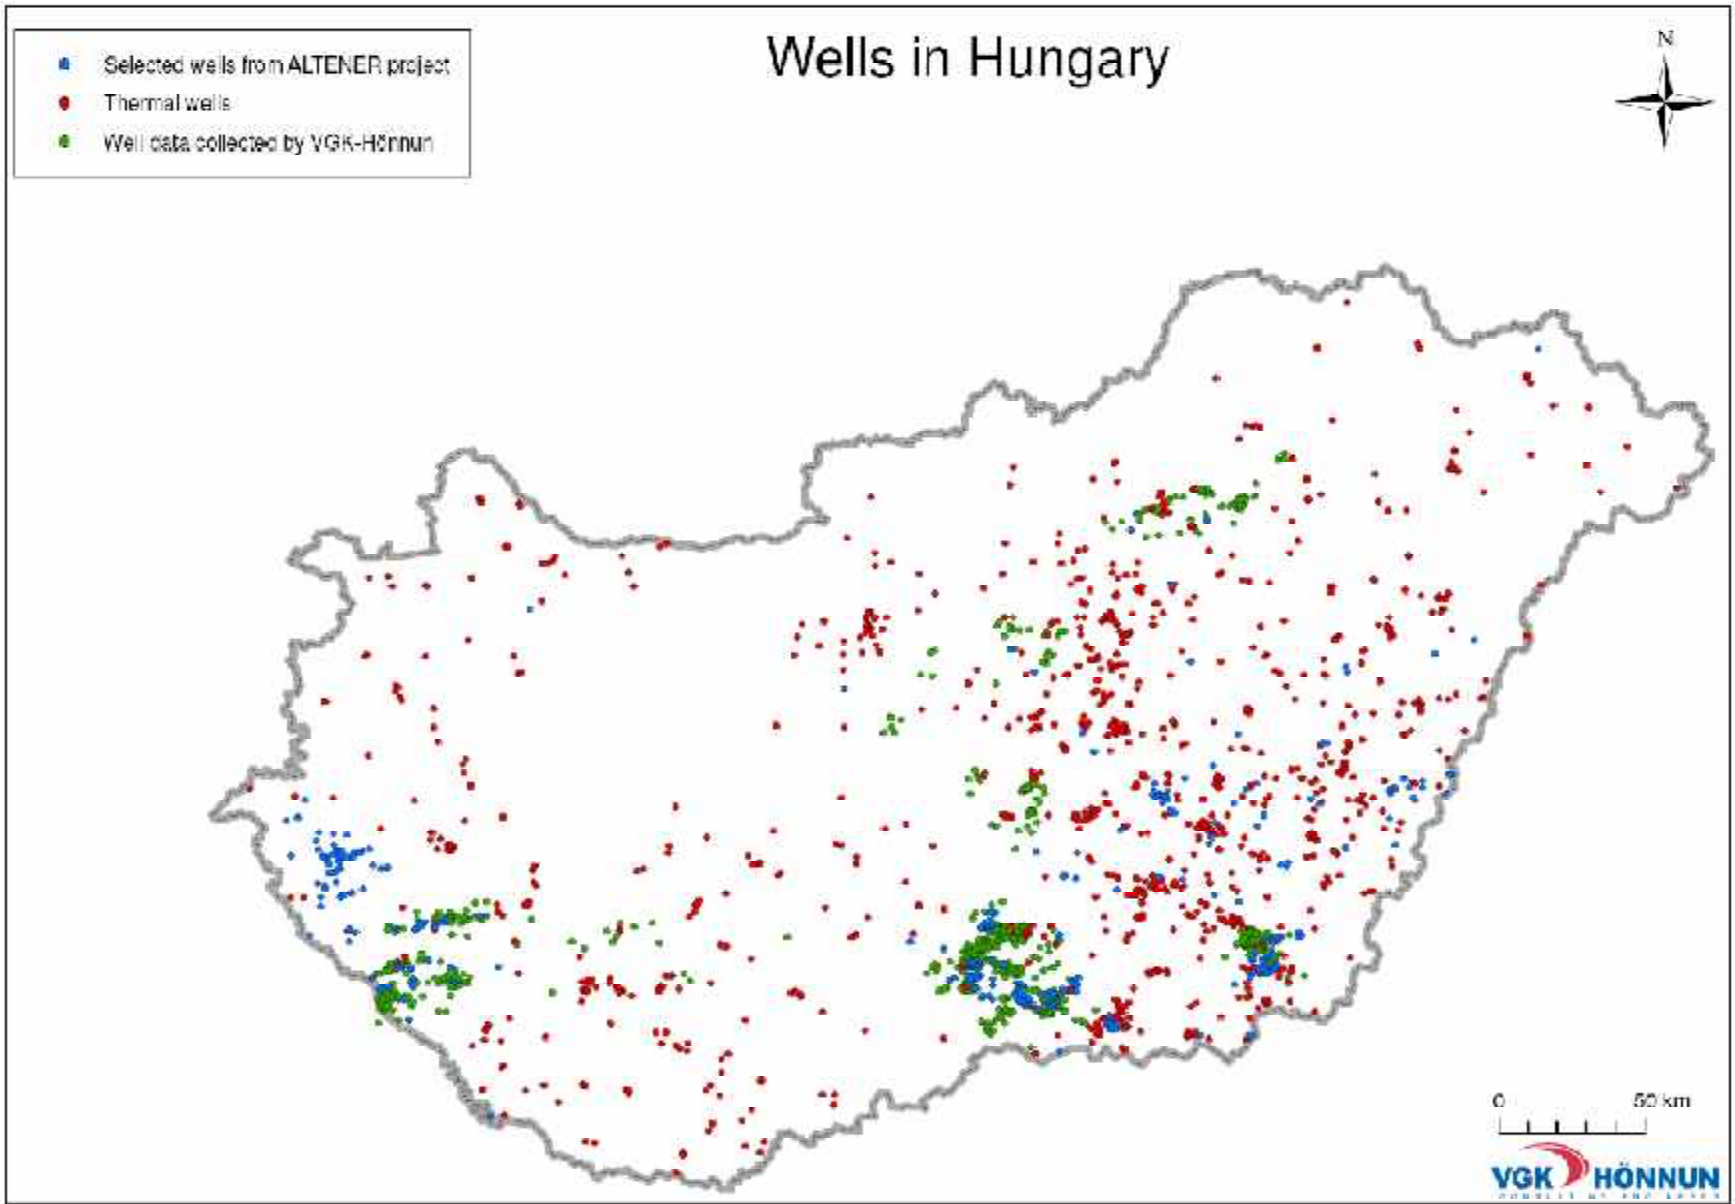 Wells in Hungary
Selected wells from ALTENER project
Thermal wells
Well data collected by VGK-Hönnun
N
0 50 km
VGK HÖNNUN